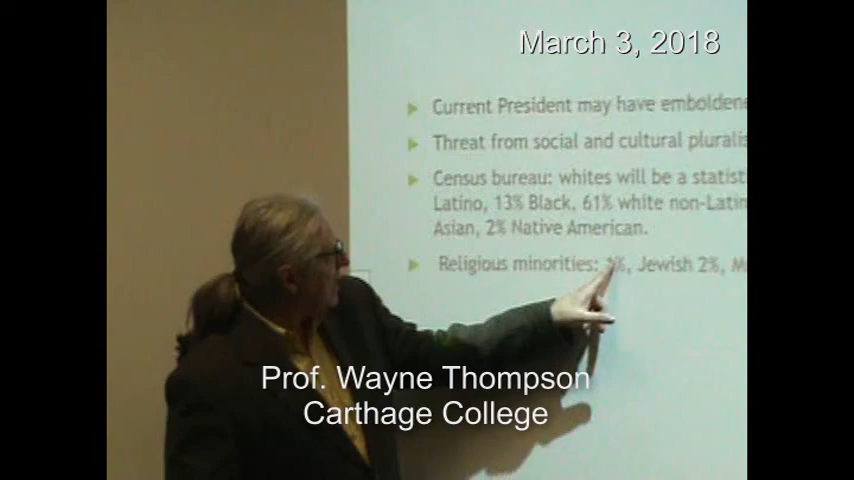 March 3, 2018
Current President may have emboldene
Threat from social and cultural pluralis
Census bureau: whites will be a statist
Latino, 13% Black, 61% white non-Latin
Asian, 2% Native American.
Religious minorities: %, Jewish 2%, M
Prof. Wayne Thompson
Carthage College